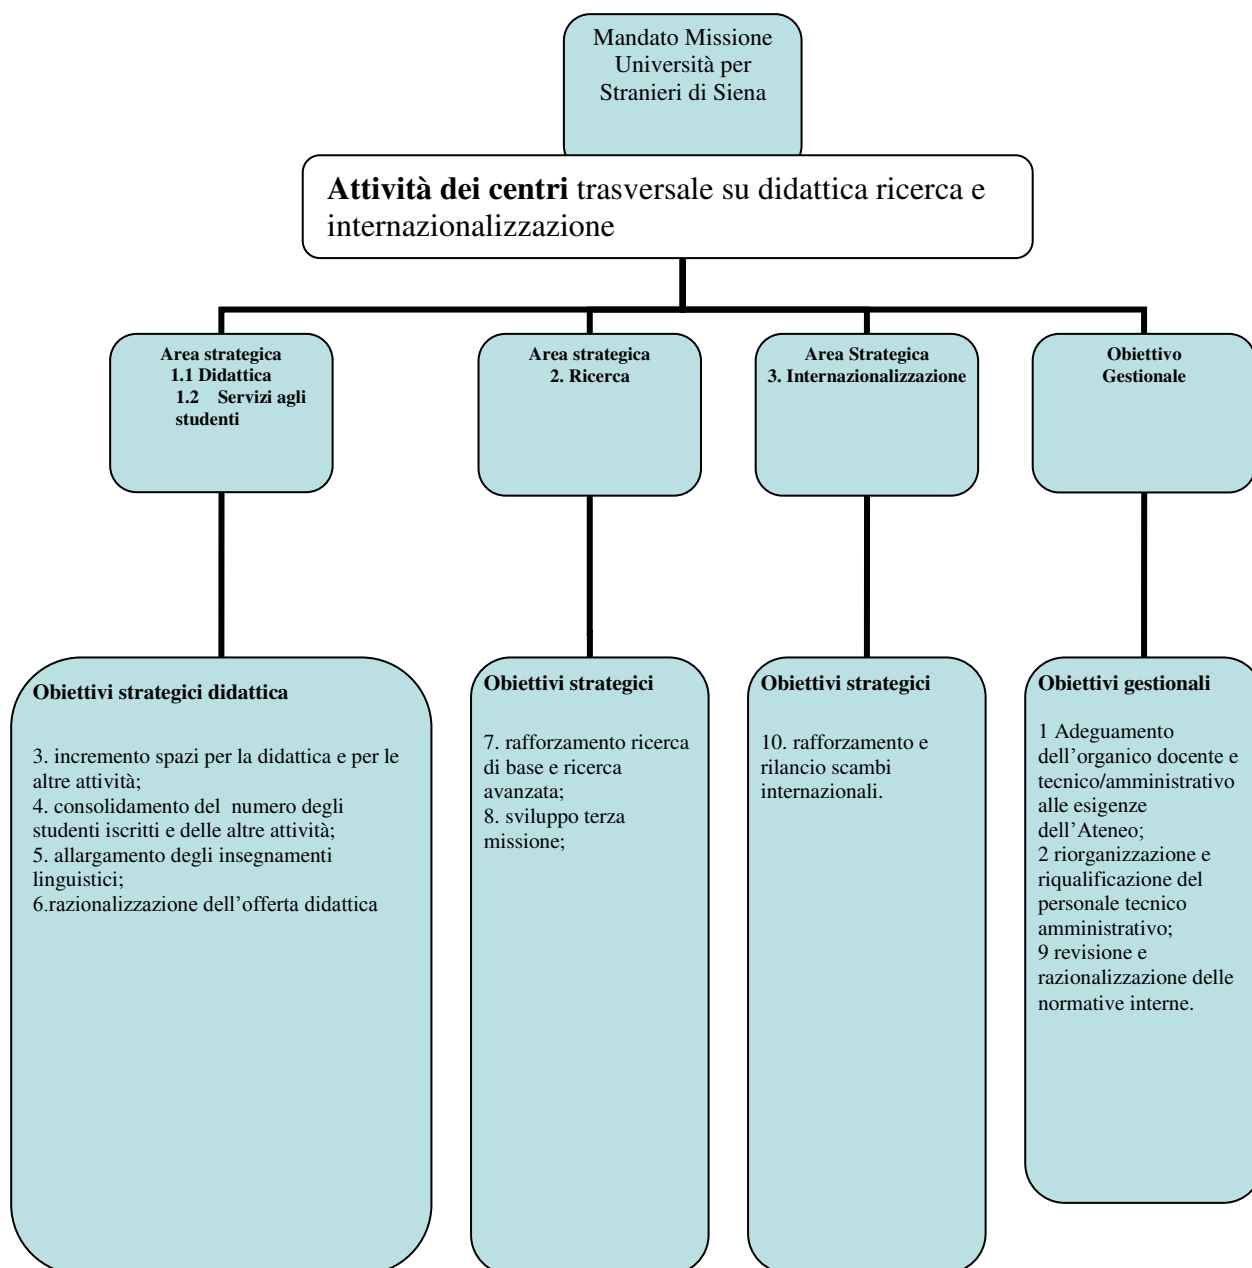 Mandato Missione
Università per
Stranieri di Siena
Attività dei centri trasversale su didattica ricerca e
internazionalizzazione
Area strategica
1.1 Didattica
1.2 Servizi agli
studenti
Area strategica
2. Ricerca
Area Strategica
3. Internazionalizzazione
Obiettivo
Gestionale
Obiettivi strategici didattica
3. incremento spazi per la didattica e per le
altre attività;
4. consolidamento del numero degli
studenti iscritti e delle altre attività;
5. allargamento degli insegnamenti
linguistici;
6.razionalizzazione dell’offerta didattica
Obiettivi strategici
7. rafforzamento ricerca
di base e ricerca
avanzata;
8. sviluppo terza
missione;
Obiettivi strategici
10. rafforzamento e
rilancio scambi
internazionali.
Obiettivi gestionali
1 Adeguamento
dell’organico docente e
tecnico/amministrativo
alle esigenze
dell’Ateneo;
2 riorganizzazione e
riqualificazione del
personale tecnico
amministrativo;
9 revisione e
razionalizzazione delle
normative interne.